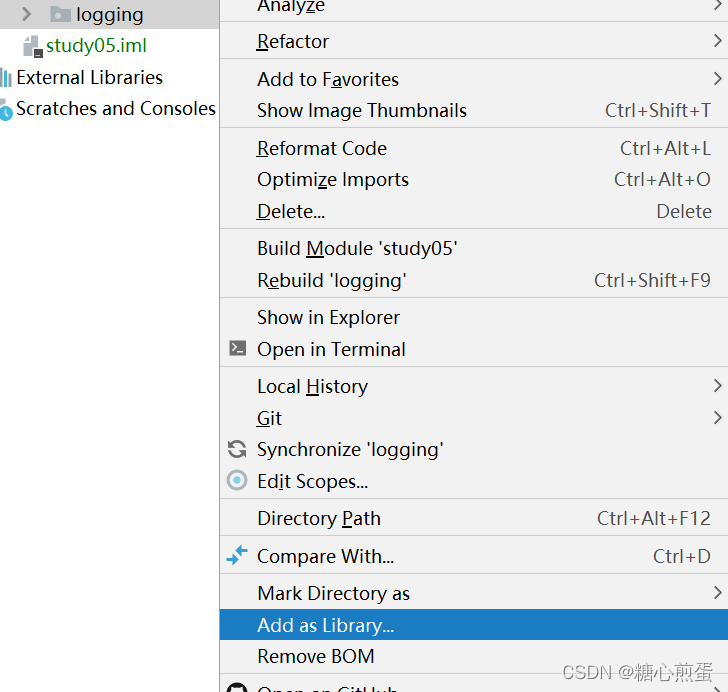 logging
study05.iml
External Libraries
Scratches and Consoles
Analyze
Refactor
Add to Favorites
Show Image Thumbnails Ctrl+Shift+T
Reformat Code Ctrl+Alt+L
Optimize Imports Ctrl+Alt+O
Delete... Delete
Build Module 'study05'
Rebuild 'logging' Ctrl+Shift+F9
Show in Explorer
Open in Terminal
Local History
Git
Synchronize 'logging'
Edit Scopes...
Directory Path Ctrl+Alt+F12
Compare With... Ctrl+D
Mark Directory as
Add as Library...
Remove BOM
Open on GitHub
CSDN @糖心煎蛋